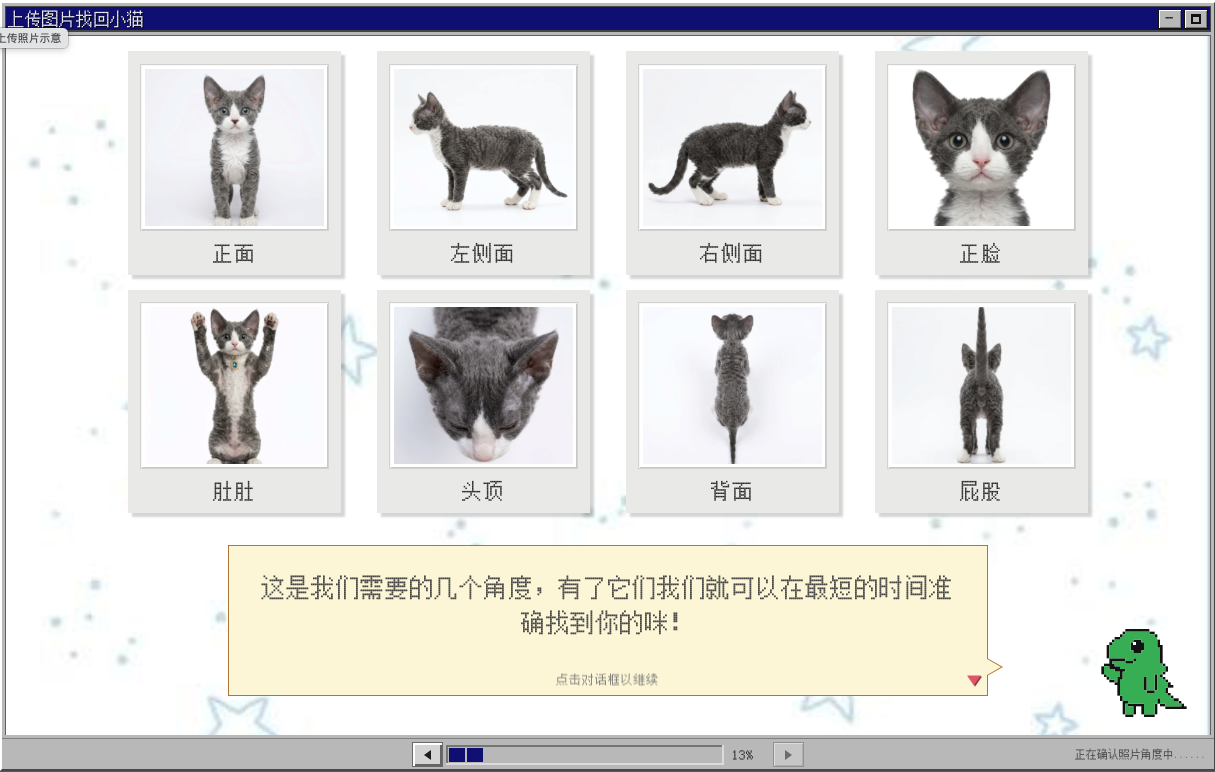 上传图片找回小猫
上传照片示意
正面
左侧面
右侧面
正脸
肚肚
头顶
背面
屁股
这是我们需要的几个角度，有了它们我们就可以在最短的时间准
确找到你的咪！
点击对话框以继续
13%
正在确认照片角度中......